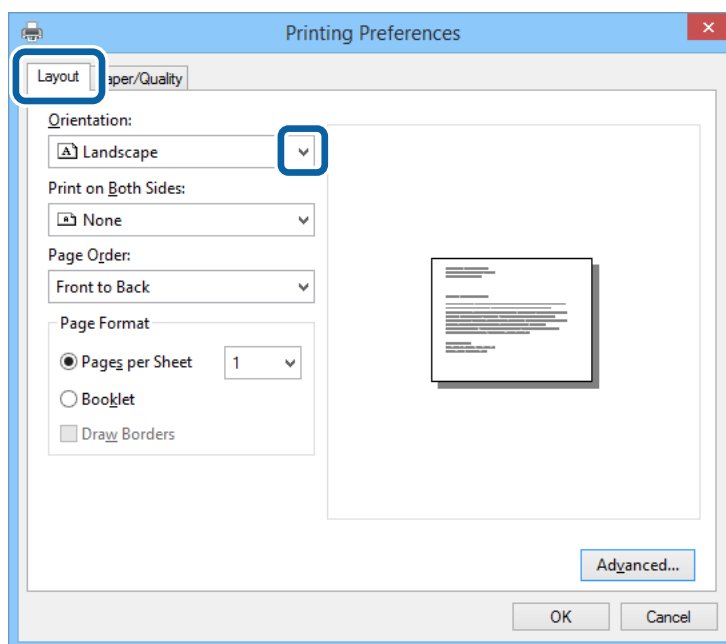 Printing Preferences
Layout
Paper/Quality
Orientation:
Landscape
Print on Both Sides:
None
Page Order:
Front to Back
Page Format
Pages per Sheet 1
Booklet
Draw Borders
Advanced...
OK Cancel